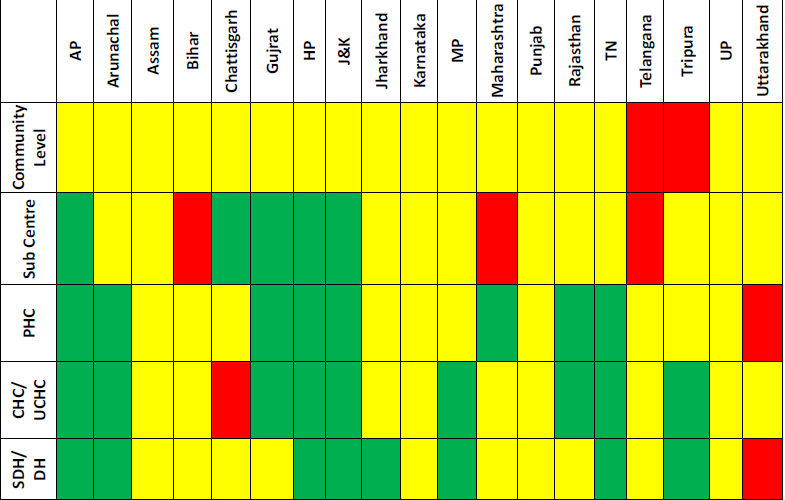 AP
Arunachal
Assam
Bihar
Chattisgarh
Gujrat
HP
J&K
Jharkhand
Karnataka
MP
Maharashtra
Punjab
Rajasthan
TN
Telangana
Tripura
UP
Uttarakhand
Community
Level
Sub Centre
PHC
CHC/
UCHC
SDH/
DH